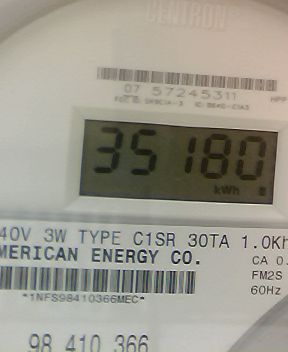 CENTRON®
07 57245311
35180
kWh
40V 3W TYPE C1SR 30TA 1.0Kh
MERICAN ENERGY CO.
CA 0.
FM2S
60Hz
*1NFS98410366MEC*
98 410 366